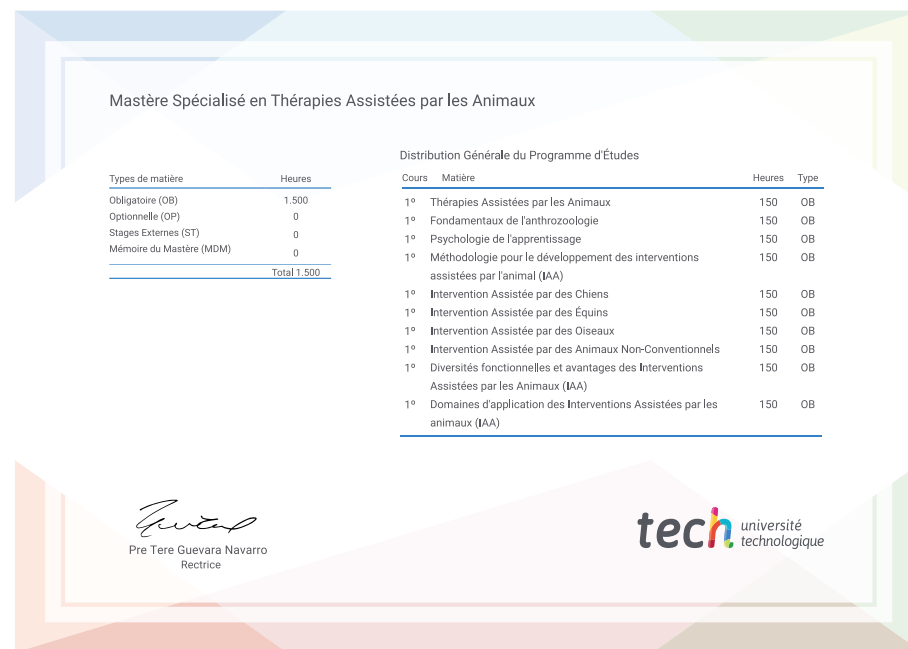 Mastère Spécialisé en Thérapies Assistées par les Animaux
Types de matière Heures
Obligatoire (OB) 1.500
Optionnelle (OP) 0
Stages Externes (ST) 0
Mémoire du Mastère (MDM) 0
Total 1.500
Distribution Générale du Programme d'Études
Cours Matière Heures Type
1º Thérapies Assistées par les Animaux 150 OB
1º Fondamentaux de l'anthrozoologie 150 OB
1º Psychologie de l'apprentissage 150 OB
1º Méthodologie pour le développement des interventions 150 OB
assistées par l'animal (IAA)
1º Intervention Assistée par des Chiens 150 OB
1º Intervention Assistée par des Équins 150 OB
1º Intervention Assistée par des Oiseaux 150 OB
1º Intervention Assistée par des Animaux Non-Conventionnels 150 OB
1º Diversités fonctionnelles et avantages des Interventions 150 OB
Assistées par les Animaux (IAA)
1º Domaines d'application des Interventions Assistées par les 150 OB
animaux (IAA)
Pre Tere Guevara Navarro
Rectrice
tech université
technologique